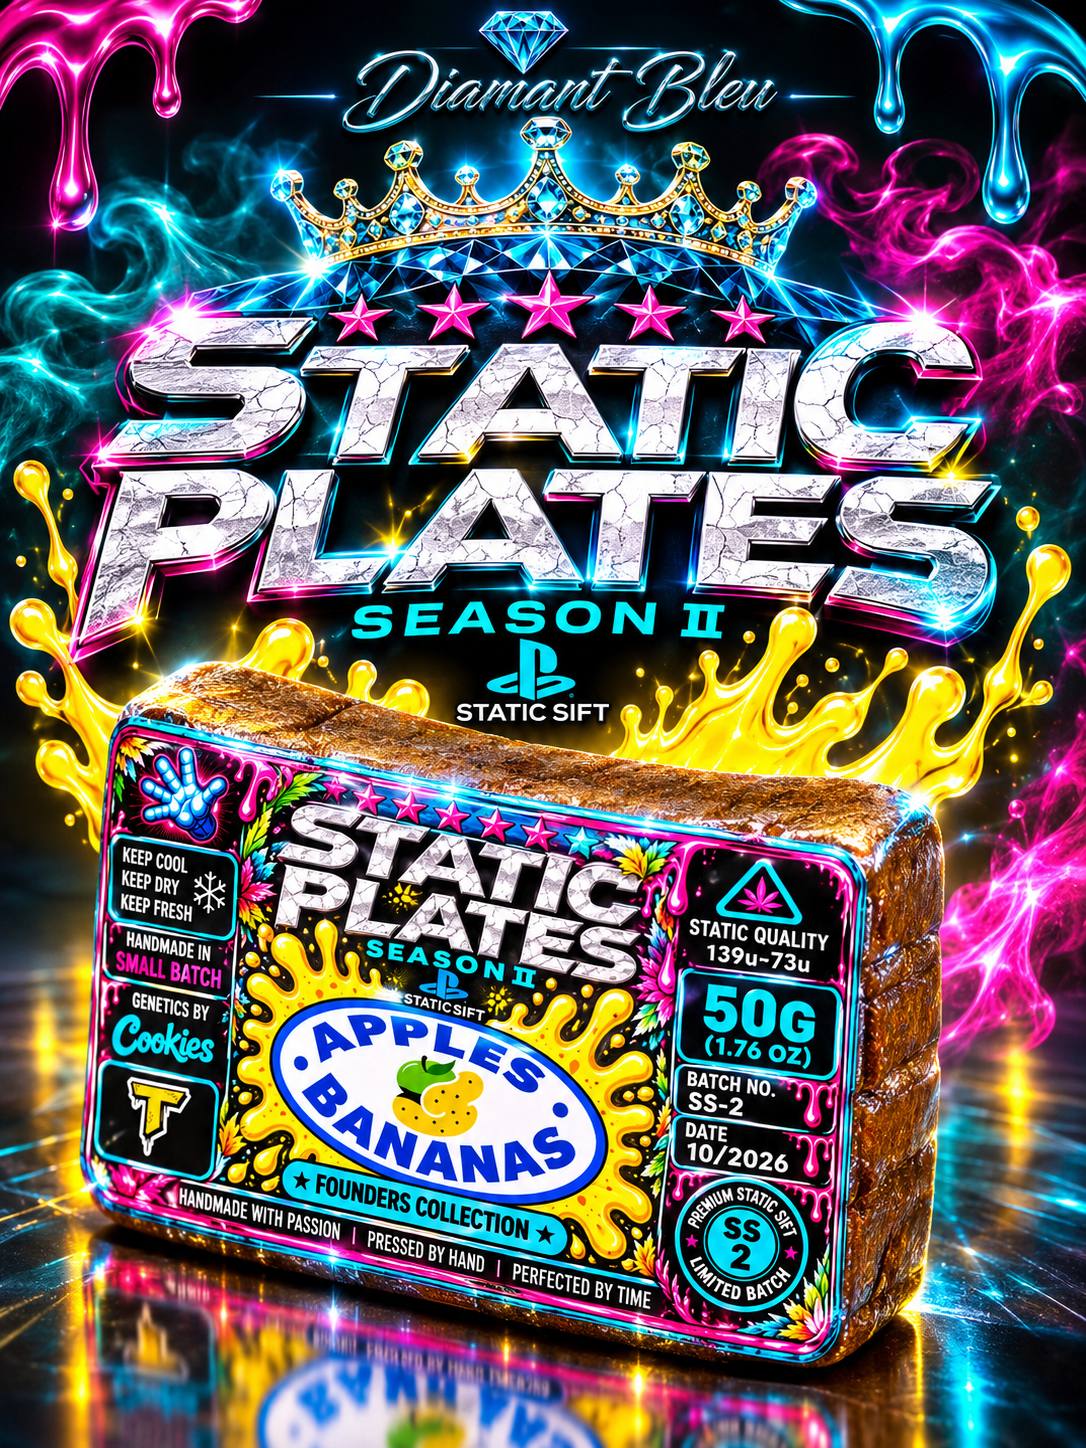 Diamant Bleu
STATIC
PLATES
SEASON II
STATIC SIFT
KEEP COOL
KEEP DRY
KEEP FRESH
HANDMADE IN
SMALL BATCH
GENETICS BY
Cookies
T
STATIC
PLATES
SEASON II
STATIC SIFT
APPLES
BANANAS
★ FOUNDERS COLLECTION ★
HANDMADE WITH PASSION | PRESSED BY HAND | PERFECTED BY TIME
STATIC QUALITY
139u-73u
50G
(1.76 OZ)
BATCH NO.
SS-2
DATE
10/2026
PREMIUM STATIC SIFT
SS
2
LIMITED BATCH